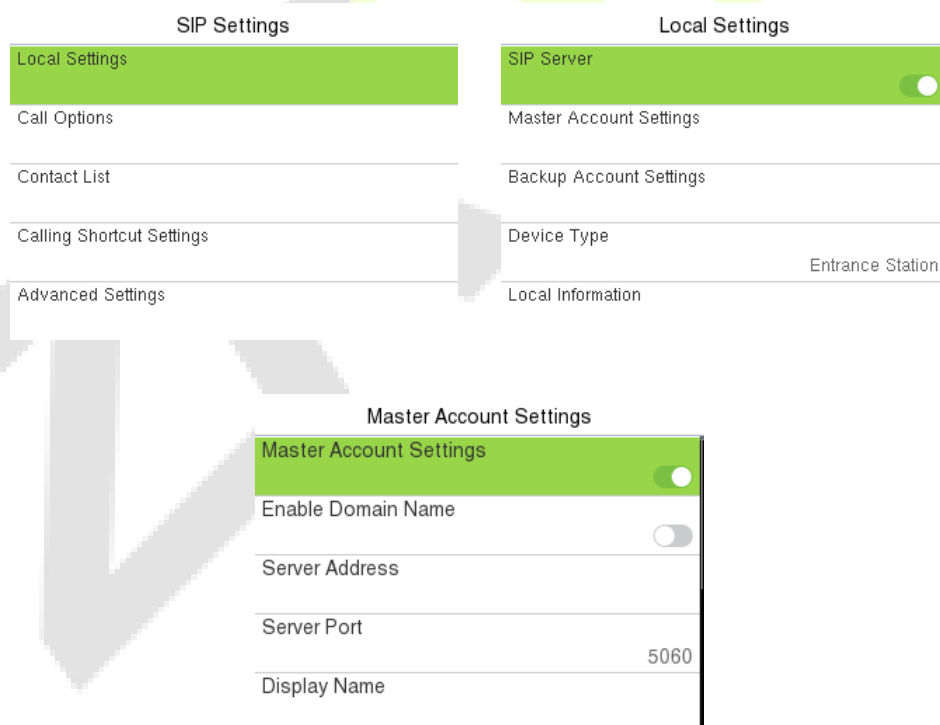 SIP Settings
Local Settings
Call Options
Contact List
Calling Shortcut Settings
Advanced Settings
Local Settings
SIP Server
Master Account Settings
Backup Account Settings
Device Type
Entrance Station
Local Information
Master Account Settings
Master Account Settings
Enable Domain Name
Server Address
Server Port
5060
Display Name